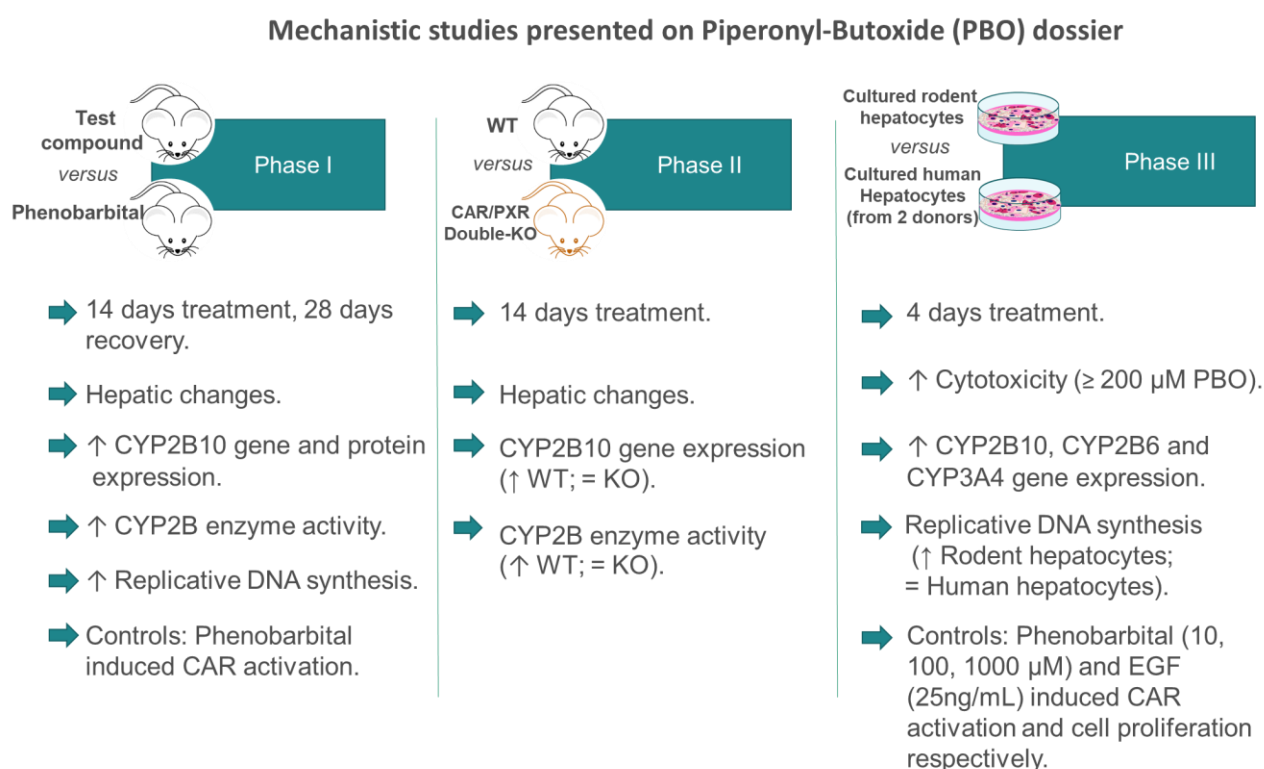 Mechanistic studies presented on Piperonyl-Butoxide (PBO) dossier
Test
compound
versus
Phenobarbital
Phase I
14 days treatment, 28 days
recovery.
Hepatic changes.
↑ CYP2B10 gene and protein
expression.
↑ CYP2B enzyme activity.
↑ Replicative DNA synthesis.
Controls: Phenobarbital
induced CAR activation.
WT
versus
CAR/PXR
Double-KO
Phase II
14 days treatment.
Hepatic changes.
CYP2B10 gene expression
(↑ WT; = KO).
CYP2B enzyme activity
(↑ WT; = KO).
Cultured rodent
hepatocytes
versus
Cultured human
Hepatocytes
(from 2 donors)
Phase III
4 days treatment.
↑ Cytotoxicity (≥ 200 µM PBO).
↑ CYP2B10, CYP2B6 and
CYP3A4 gene expression.
Replicative DNA synthesis
(↑ Rodent hepatocytes;
= Human hepatocytes).
Controls: Phenobarbital (10,
100, 1000 µM) and EGF
(25ng/mL) induced CAR
activation and cell proliferation
respectively.